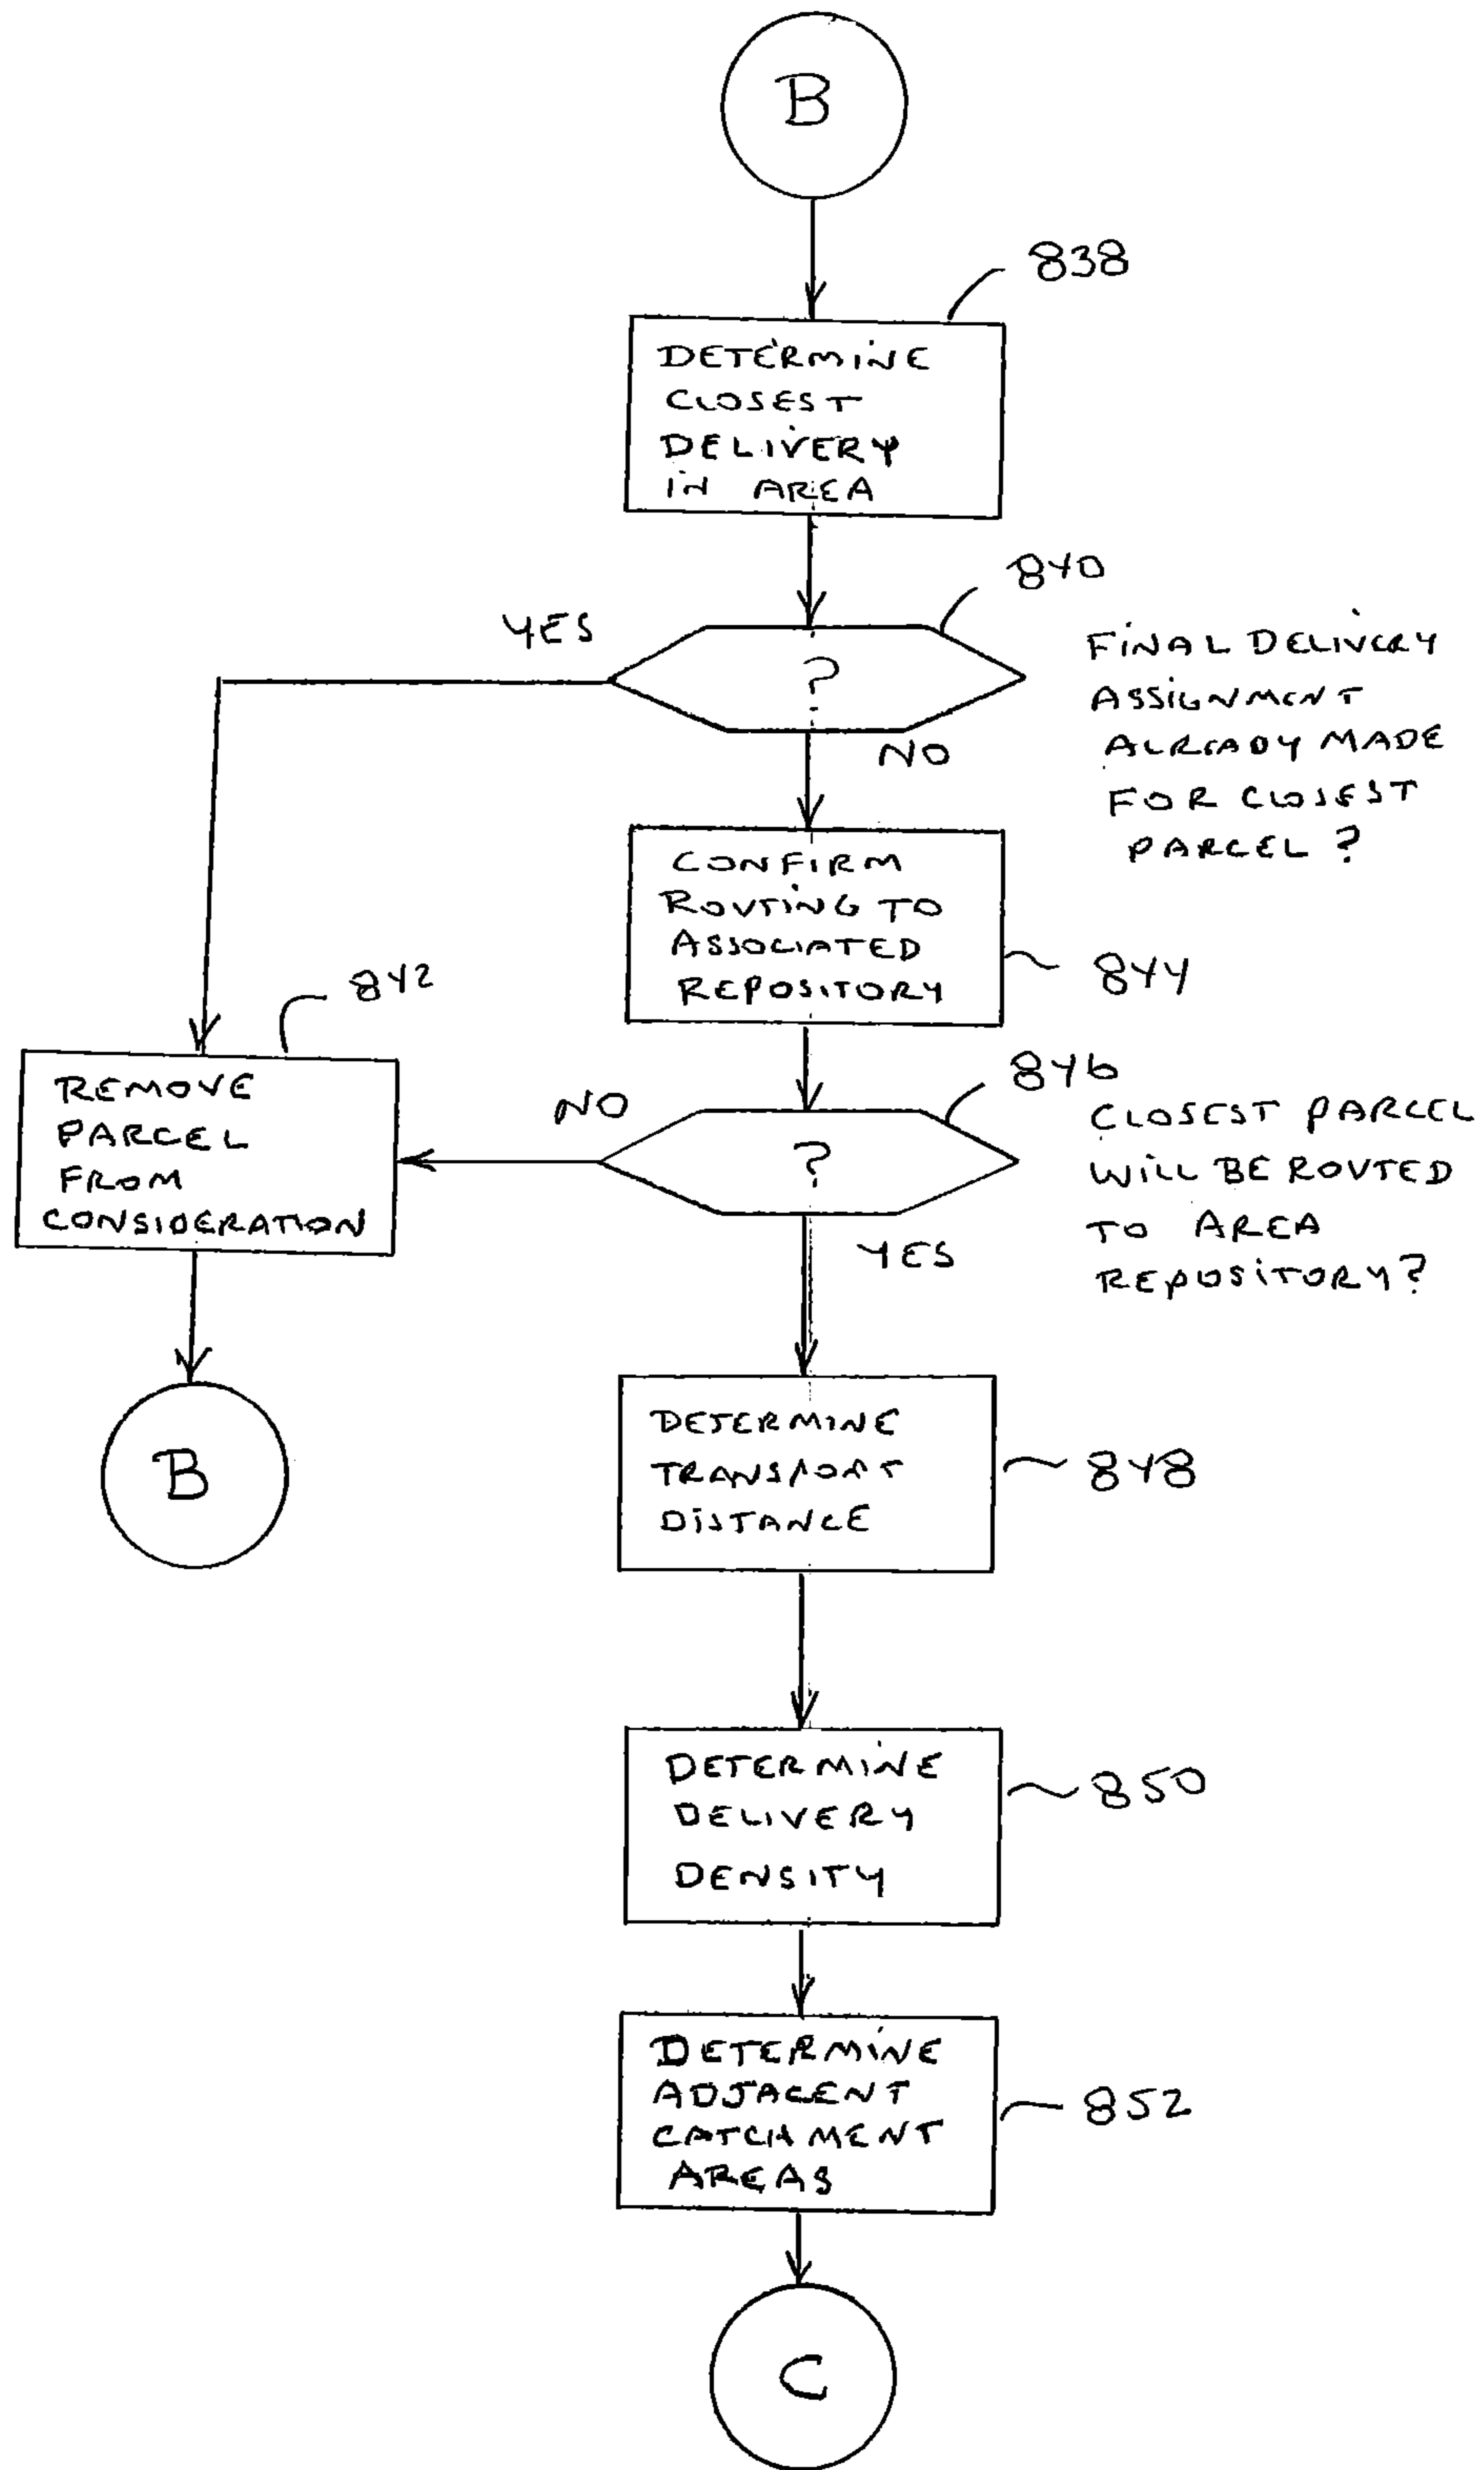 B
838
DETERMINE
CLOSEST
DELIVERY
IN AREA
840
YES
?
NO
FINAL DELIVERY
ASSIGNMENT
ALREADY MADE
FOR CLOSEST
PARCEL?
CONFIRM
ROUTING TO
ASSOCIATED
REPOSITORY
844
842
REMOVE
PARCEL
FROM
CONSIDERATION
B
846
NO
?
YES
CLOSEST PARCEL
WILL BE ROUTED
TO AREA
REPOSITORY?
DETERMINE
TRANSPORT
DISTANCE
848
DETERMINE
DELIVERY
DENSITY
850
DETERMINE
ADJACENT
CATCHMENT
AREAS
852
C